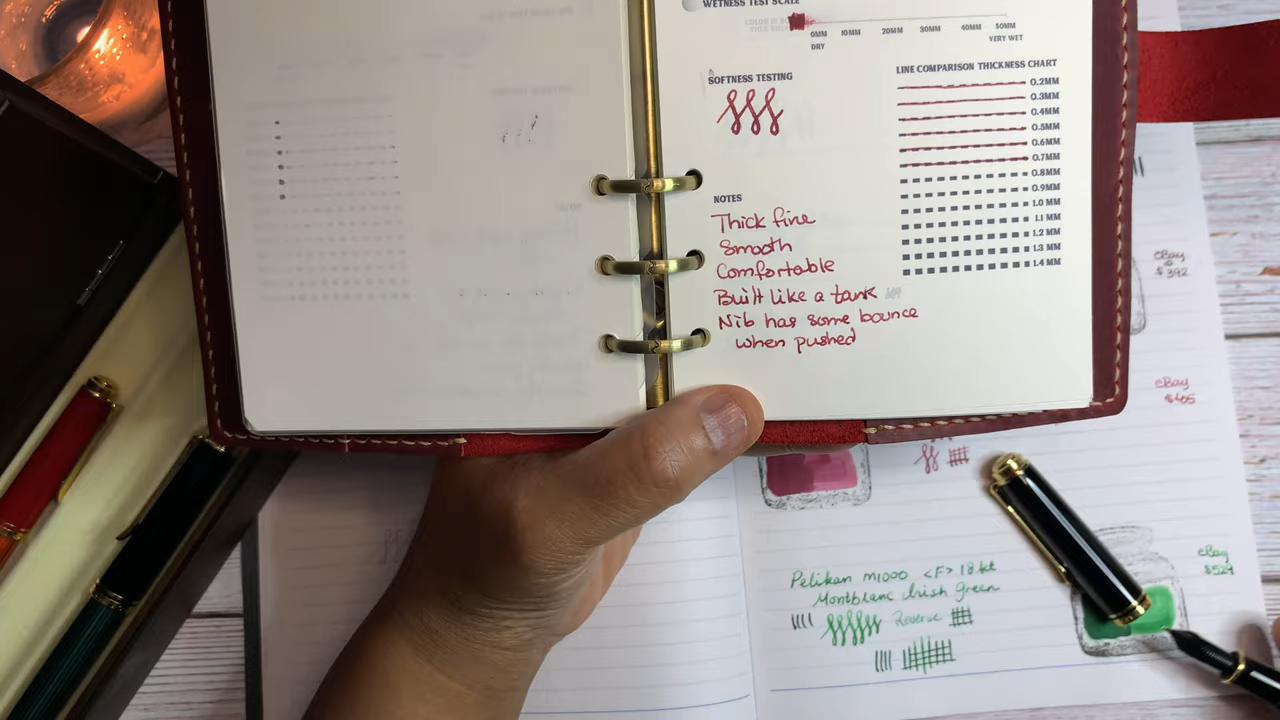 WETNESS TEST SCALE
0MM 10MM 20MM 30MM 40MM 50MM
DRY VERY WET
SOFTNESS TESTING
LINE COMPARISON THICKNESS CHART
0.2MM
0.3MM
0.4MM
0.5MM
0.6MM
0.7MM
0.8MM
0.9MM
1.0 MM
1.1 MM
1.2 MM
1.3 MM
1.4 MM
NOTES
Thick fine
Smooth
Comfortable
Built like a tank
Nib has some bounce
when pushed
eBay
$392
eBay
$405
eBay
$524
Pelikan M1000 <F> 18 kt
Montblanc Irish Green
Reverse